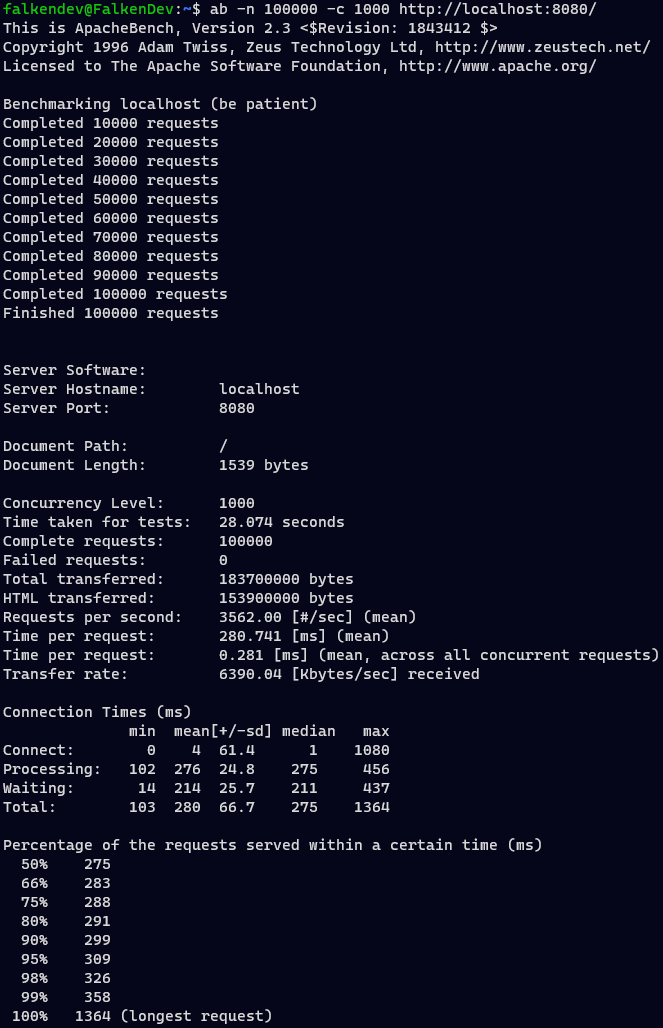 falkendev@FalkenDev:~$ ab -n 100000 -c 1000 http://localhost:8080/
This is ApacheBench, Version 2.3 <$Revision: 1843412 $>
Copyright 1996 Adam Twiss, Zeus Technology Ltd, http://www.zeustech.net/
Licensed to The Apache Software Foundation, http://www.apache.org/

Benchmarking localhost (be patient)
Completed 10000 requests
Completed 20000 requests
Completed 30000 requests
Completed 40000 requests
Completed 50000 requests
Completed 60000 requests
Completed 70000 requests
Completed 80000 requests
Completed 90000 requests
Completed 100000 requests
Finished 100000 requests


Server Software:
Server Hostname:        localhost
Server Port:            8080

Document Path:          /
Document Length:        1539 bytes

Concurrency Level:      1000
Time taken for tests:   28.074 seconds
Complete requests:      100000
Failed requests:        0
Total transferred:      183700000 bytes
HTML transferred:       153900000 bytes
Requests per second:    3562.00 [#/sec] (mean)
Time per request:       280.741 [ms] (mean)
Time per request:       0.281 [ms] (mean, across all concurrent requests)
Transfer rate:          6390.04 [Kbytes/sec] received

Connection Times (ms)
              min  mean[+/-sd] median   max
Connect:        0    4  61.4      1    1080
Processing:   102  276  24.8    275     456
Waiting:       14  214  25.7    211     437
Total:        103  280  66.7    275    1364

Percentage of the requests served within a certain time (ms)
  50%    275
  66%    283
  75%    288
  80%    291
  90%    299
  95%    309
  98%    326
  99%    358
 100%   1364 (longest request)